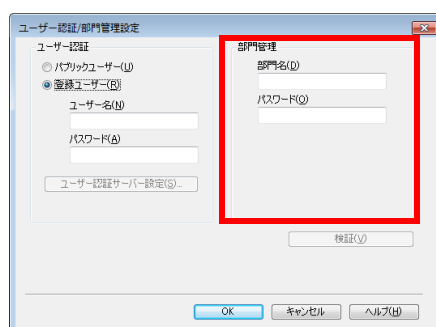 ユーザー認証/部門管理設定
ユーザー認証
パブリックユーザー(U)
登録ユーザー(R)
ユーザー名(N)
パスワード(A)
ユーザー認証サーバー設定(S)...
部門管理
部門名(D)
パスワード(O)
検証(V)
OK
キャンセル
ヘルプ(H)